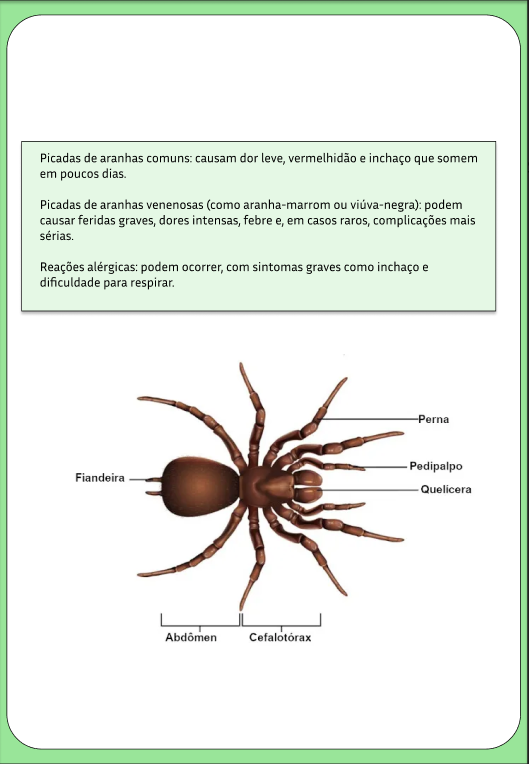 Picadas de aranhas comuns: causam dor leve, vermelhidão e inchaço que somem
em poucos dias.
Picadas de aranhas venenosas (como aranha-marrom ou viúva-negra): podem
causar feridas graves, dores intensas, febre e, em casos raros, complicações mais
sérias.
Reações alérgicas: podem ocorrer, com sintomas graves como inchaço e
dificuldade para respirar.
Perna
Pedipalpo
Fiandeira
Quelícera
Abdômen
Cefalotórax